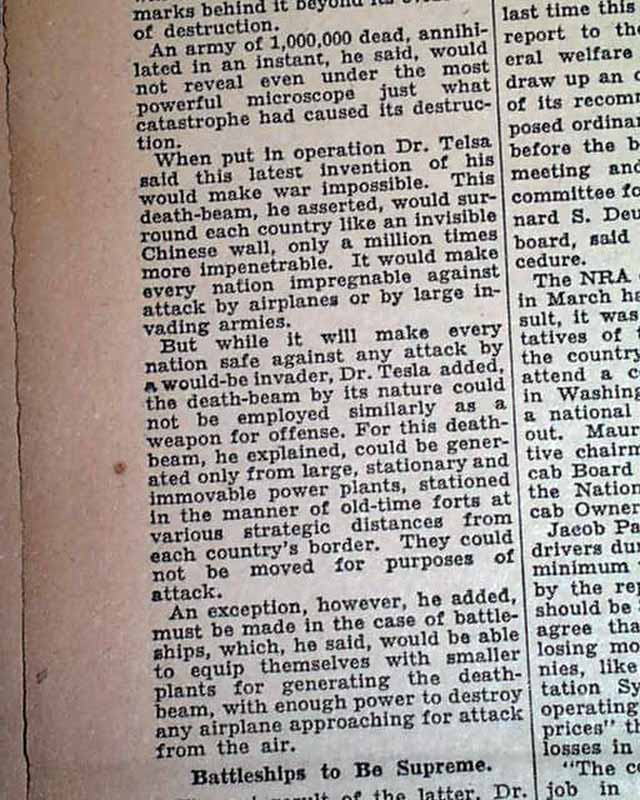 marks behind it beyond its
of destruction.
An army of 1,000,000 dead, annihi-
lated in an instant, he said, would
not reveal even under the most
powerful microscope just what
catastrophe had caused its destruc-
tion.
When put in operation Dr. Telsa
said this latest invention of his
would make war impossible. This
death-beam, he asserted, would sur-
round each country like an invisible
Chinese wall, only a million times
more impenetrable. It would make
every nation impregnable against
attack by airplanes or by large in-
vading armies.
But while it will make every
nation safe against any attack by
a would-be invader, Dr. Tesla added,
the death-beam by its nature could
not be employed similarly as a
weapon for offense. For this death-
beam, he explained, could be gener-
ated only from large, stationary and
immovable power plants, stationed
in the manner of old-time forts at
various strategic distances from
each country's border. They could
not be moved for purposes of
attack.
An exception, however, he added,
must be made in the case of battle-
ships, which, he said, would be able
to equip themselves with smaller
plants for generating the death-
beam, with enough power to destroy
any airplane approaching for attack
from the air.
Battleships to Be Supreme.
result of the latter, Dr.
last time this
report to the
eral welfare
draw up an
of its recom
posed ordinan
before the b
meeting and
committee fo
nard S. Deu
board, said
cedure.
The NRA
in March ha
sult, it was
tatives of t
the country
attend a c
in Washing
a national
out. Maur
tive chairm
cab Board
the Nation
cab Owner
Jacob Pa
drivers du
minimum
by the rep
should be
agree tha
losing mo
nies, like
tation Sy
operating
prices" th
losses in
"The c
job in